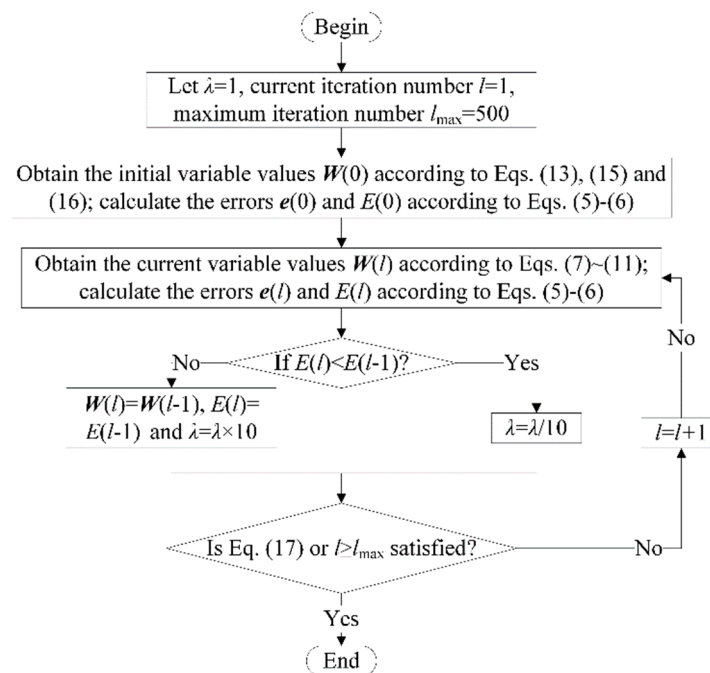 Begin
Let λ=1, current iteration number l=1,
maximum iteration number lmax=500
Obtain the initial variable values W(0) according to Eqs. (13), (15) and
(16); calculate the errors e(0) and E(0) according to Eqs. (5)-(6)
Obtain the current variable values W(l) according to Eqs. (7)~(11);
calculate the errors e(l) and E(l) according to Eqs. (5)-(6)
No
If E(l)<E(l-1)?
Yes
No
W(l)=W(l-1), E(l)=
E(l-1) and λ=λ×10
λ=λ/10
l=l+1
Is Eq. (17) or l≥lmax satisfied?
No
Yes
End